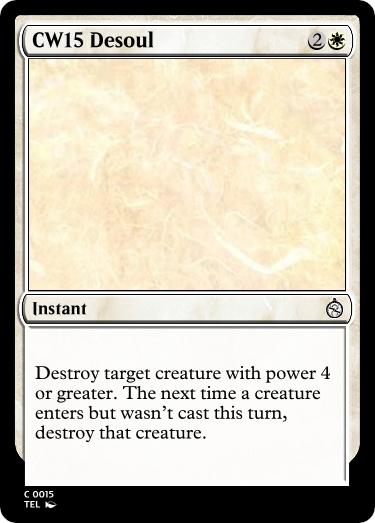 CW15 Desoul 2
Instant
Destroy target creature with power 4
or greater. The next time a creature
enters but wasn't cast this turn,
destroy that creature.
C 0015
TEL